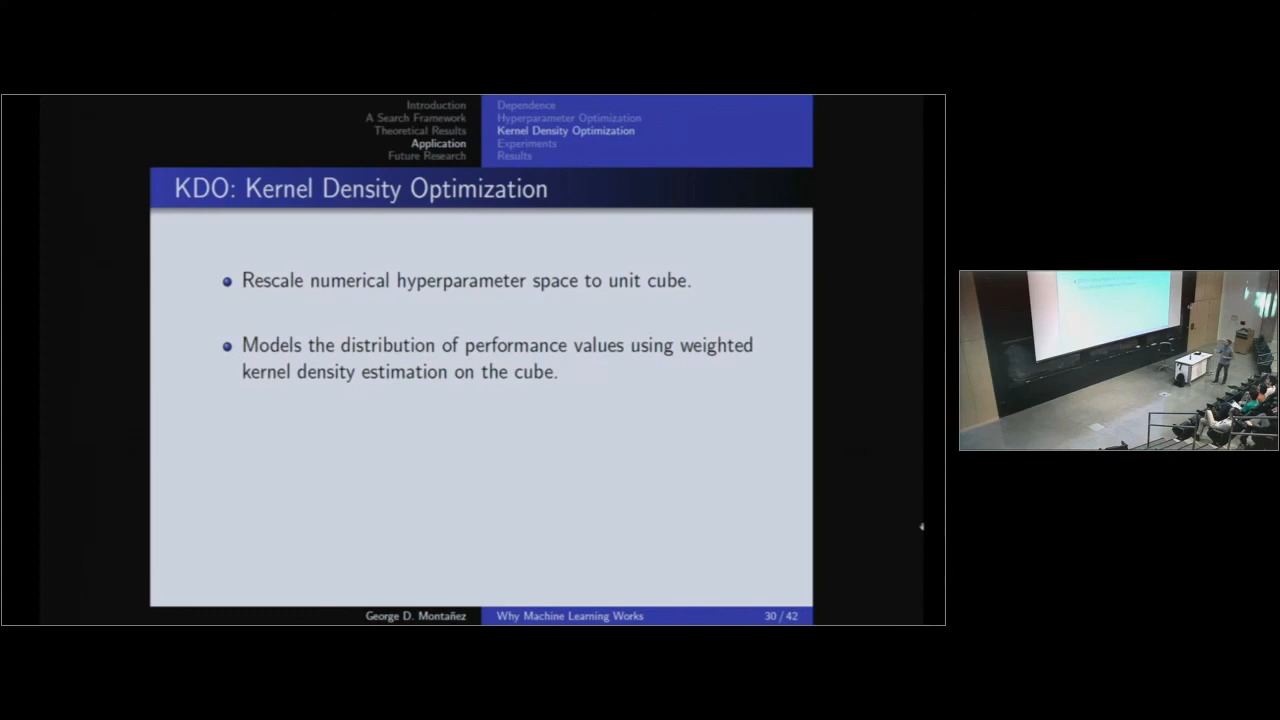 Introduction
A Search Framework
Theoretical Results
Application
Future Research
Dependence
Hyperparameter Optimization
Kernel Density Optimization
Experiments
Results
KDO: Kernel Density Optimization
Rescale numerical hyperparameter space to unit cube.
Models the distribution of performance values using weighted
kernel density estimation on the cube.
George D. Montañez
Why Machine Learning Works
30 / 42